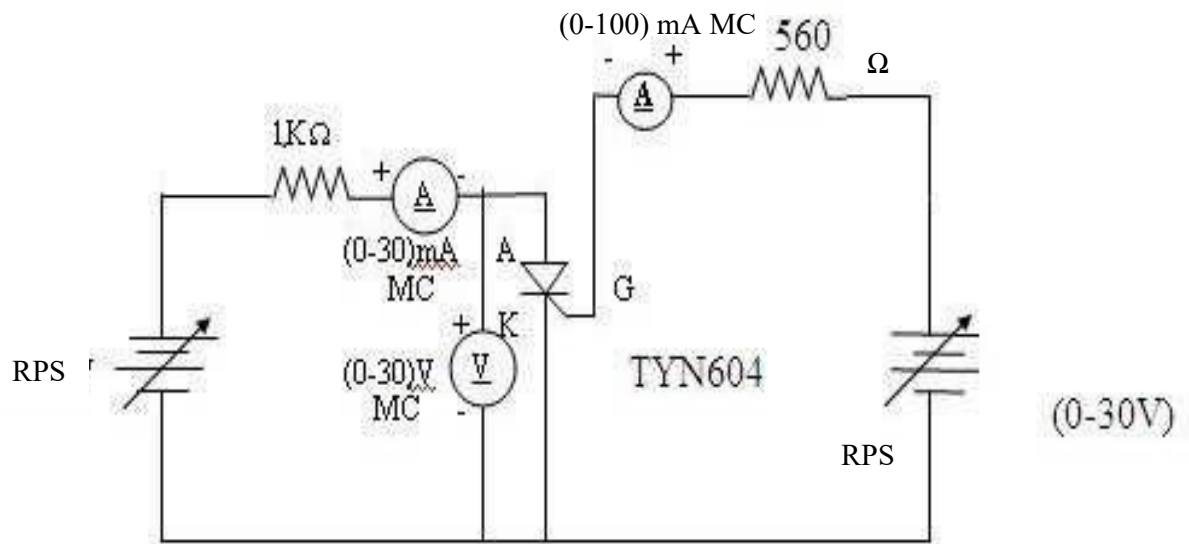 (0-100) mA MC
560
- +
Ω
A
1KΩ
+ -
A
(0-30)mA
MC
A
G
K
+
V
(0-30)V
MC
-
RPS
TYN604
(0-30V)
RPS